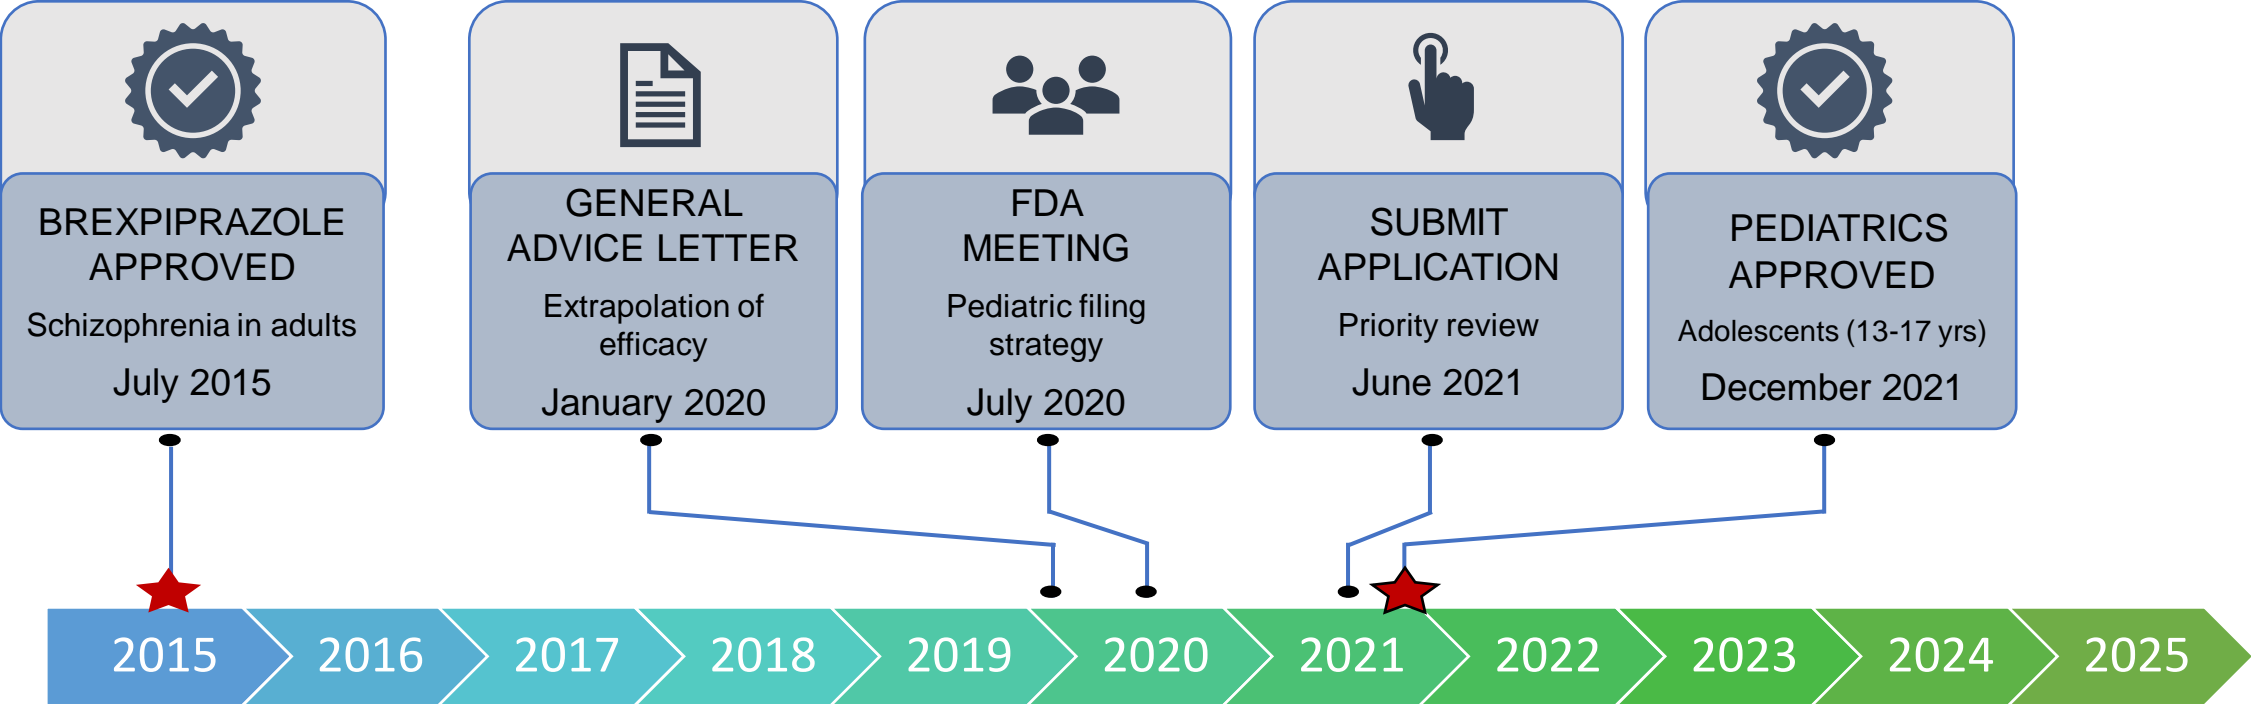 BREXPIPRAZOLE
APPROVED
Schizophrenia in adults
July 2015
GENERAL
ADVICE LETTER
Extrapolation of
efficacy
January 2020
FDA
MEETING
Pediatric filing
strategy
July 2020
SUBMIT
APPLICATION
Priority review
June 2021
PEDIATRICS
APPROVED
Adolescents (13-17 yrs)
December 2021
2015 2016 2017 2018 2019 2020 2021 2022 2023 2024 2025